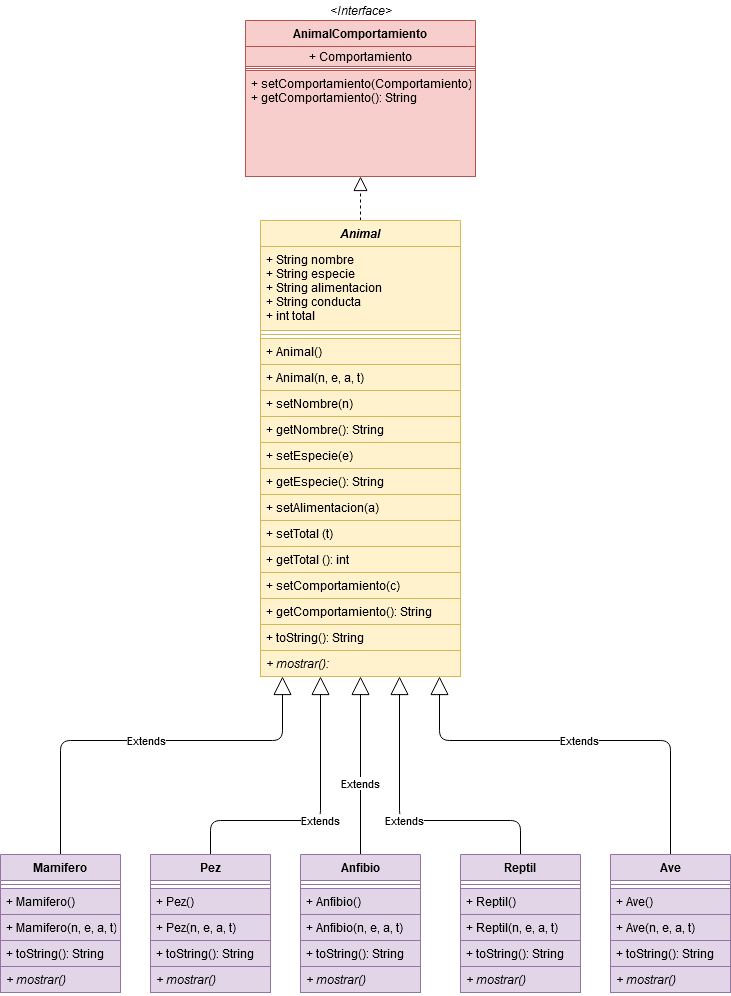 <Interface>
AnimalComportamiento
+ Comportamiento
+ setComportamiento(Comportamiento)
+ getComportamiento(): String
Animal
+ String nombre
+ String especie
+ String alimentacion
+ String conducta
+ int total
+ Animal()
+ Animal(n, e, a, t)
+ setNombre(n)
+ getNombre(): String
+ setEspecie(e)
+ getEspecie(): String
+ setAlimentacion(a)
+ setTotal (t)
+ getTotal (): int
+ setComportamiento(c)
+ getComportamiento(): String
+ toString(): String
+ mostrar():
Extends
Extends
Extends
Extends
Extends
Mamifero
+ Mamifero()
+ Mamifero(n, e, a, t)
+ toString(): String
+ mostrar()
Pez
+ Pez()
+ Pez(n, e, a, t)
+ toString(): String
+ mostrar()
Anfibio
+ Anfibio()
+ Anfibio(n, e, a, t)
+ toString(): String
+ mostrar()
Reptil
+ Reptil()
+ Reptil(n, e, a, t)
+ toString(): String
+ mostrar()
Ave
+ Ave()
+ Ave(n, e, a, t)
+ toString(): String
+ mostrar()